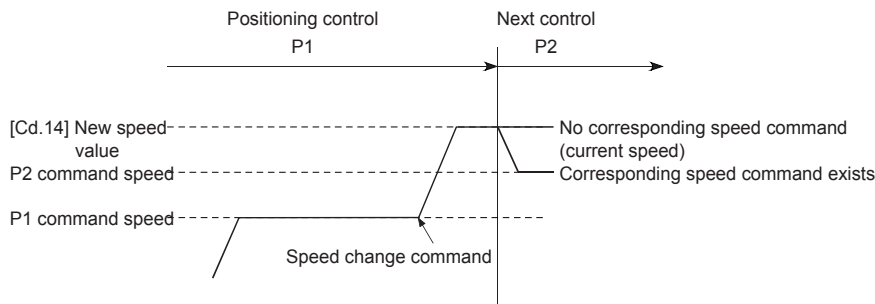 Positioning control
Next control
P1
P2
[Cd.14] New speed
value
P2 command speed
P1 command speed
Speed change command
No corresponding speed command
(current speed)
Corresponding speed command exists